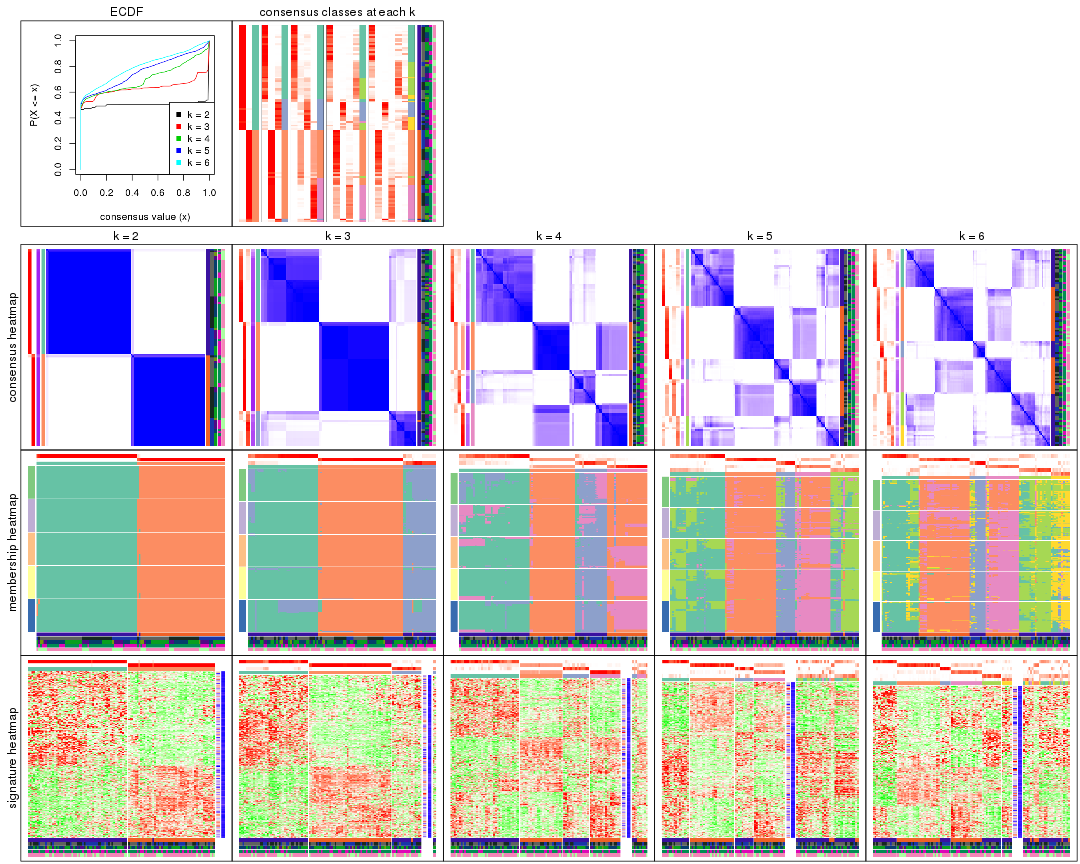 ECDF
consensus classes at each k
P(X <= x)
0.0 0.2 0.4 0.6 0.8 1.0
k = 2
k = 3
k = 4
k = 5
k = 6
0.0 0.2 0.4 0.6 0.8 1.0
consensus value (x)
k = 2
k = 3
k = 4
k = 5
k = 6
consensus heatmap
membership heatmap
signature heatmap